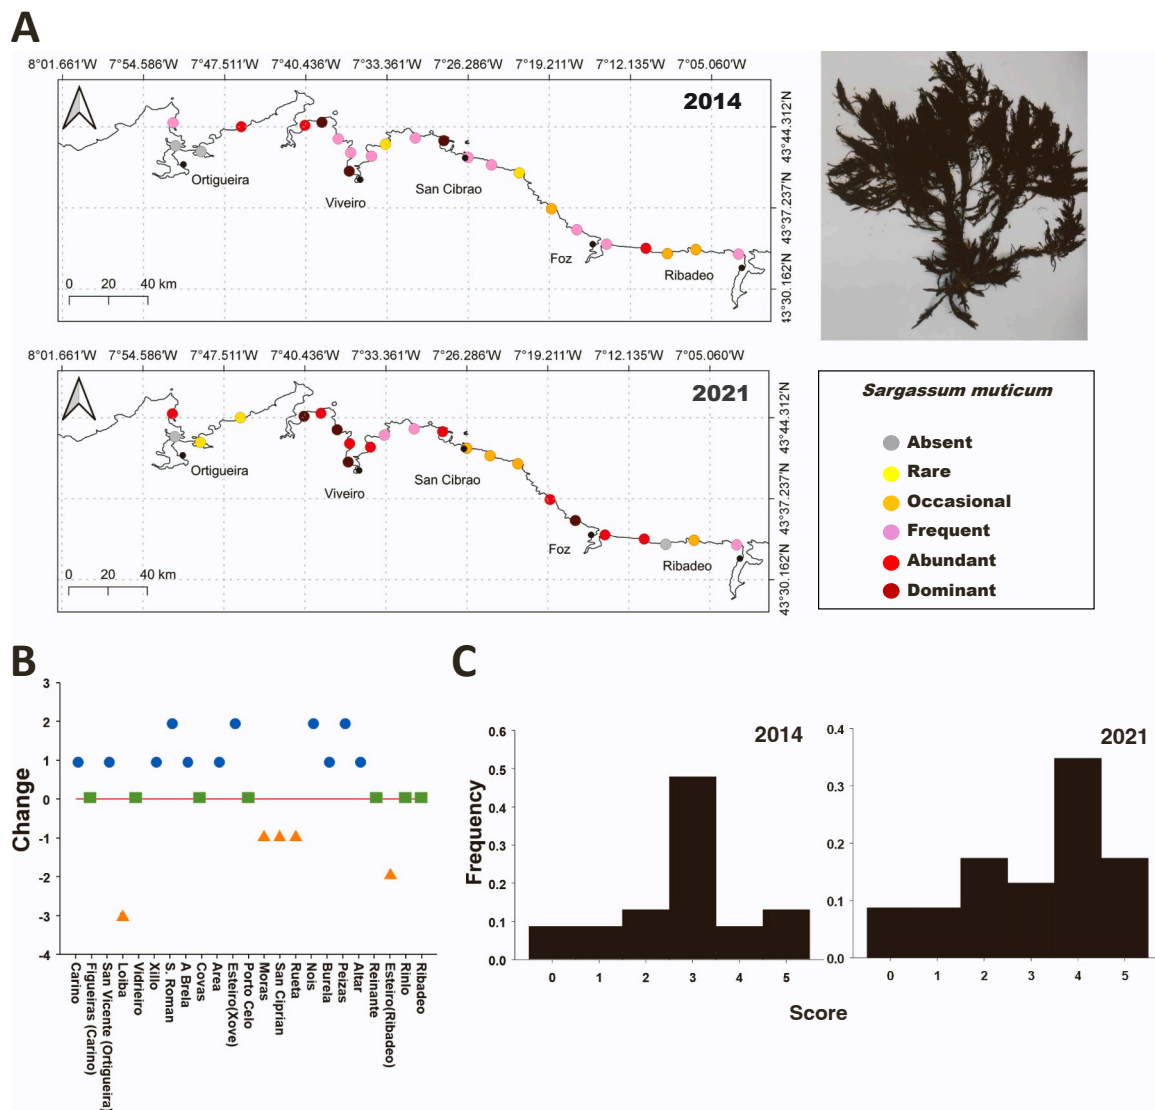 A
8°01.661'W 7°54.586'W 7°47.511'W 7°40.436'W 7°33.361'W 7°26.286'W 7°19.211'W 7°12.135'W 7°05.060'W
2014
43°44.312'N
43°37.237'N
43°30.162'N
Ortigueira
Viveiro
San Cibrao
Foz
Ribadeo
0 20 40 km
8°01.661'W 7°54.586'W 7°47.511'W 7°40.436'W 7°33.361'W 7°26.286'W 7°19.211'W 7°12.135'W 7°05.060'W
2021
43°44.312'N
43°37.237'N
43°30.162'N
Ortigueira
Viveiro
San Cibrao
Foz
Ribadeo
0 20 40 km
Sargassum muticum
Absent
Rare
Occasional
Frequent
Abundant
Dominant
B
Change
3
2
1
0
-1
-2
-3
-4
Carino
Figueiras (Carino)
San Vicente (Ortigueira)
Loiba
Vidrieiro
Xillo
S. Roman
A Brela
Covas
Area
Esteiro(Xove)
Porto Celo
Moras
San Ciprian
Rueta
Nois
Burela
Peizas
Altar
Reinante
Esteiro(Ribadeo)
Rinlo
Ribadeo
C
Frequency
2014
0.6
0.5
0.4
0.3
0.2
0.1
0.0
0 1 2 3 4 5
2021
0.4
0.3
0.2
0.1
0.0
0 1 2 3 4 5
Score